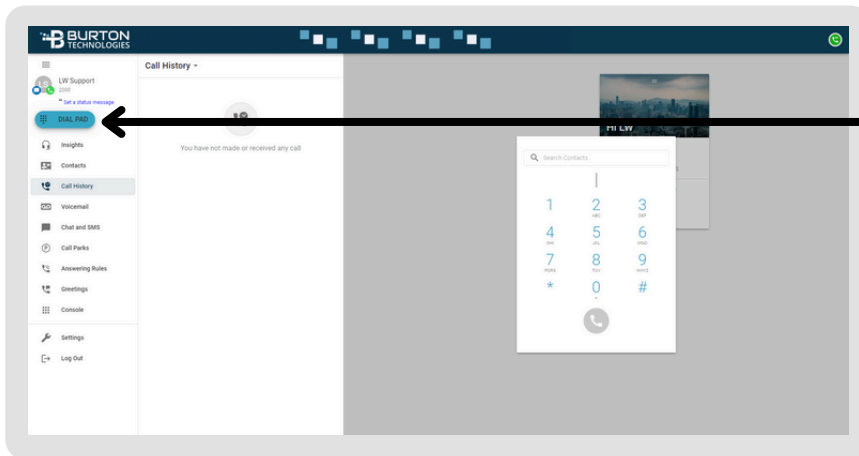 BURTON
TECHNOLOGIES
LW Support
2000
Set a status message
DIAL PAD
Insights
Contacts
Call History
Voicemail
Chat and SMS
Call Parks
Answering Rules
Greetings
Console
Settings
Log Out
Call History
You have not made or received any call
HI LW
Search Contacts
1 2 3
ABC DEF
4 5 6
GHI JKL MNO
7 8 9
PQRS TUV WXYZ
* 0 #